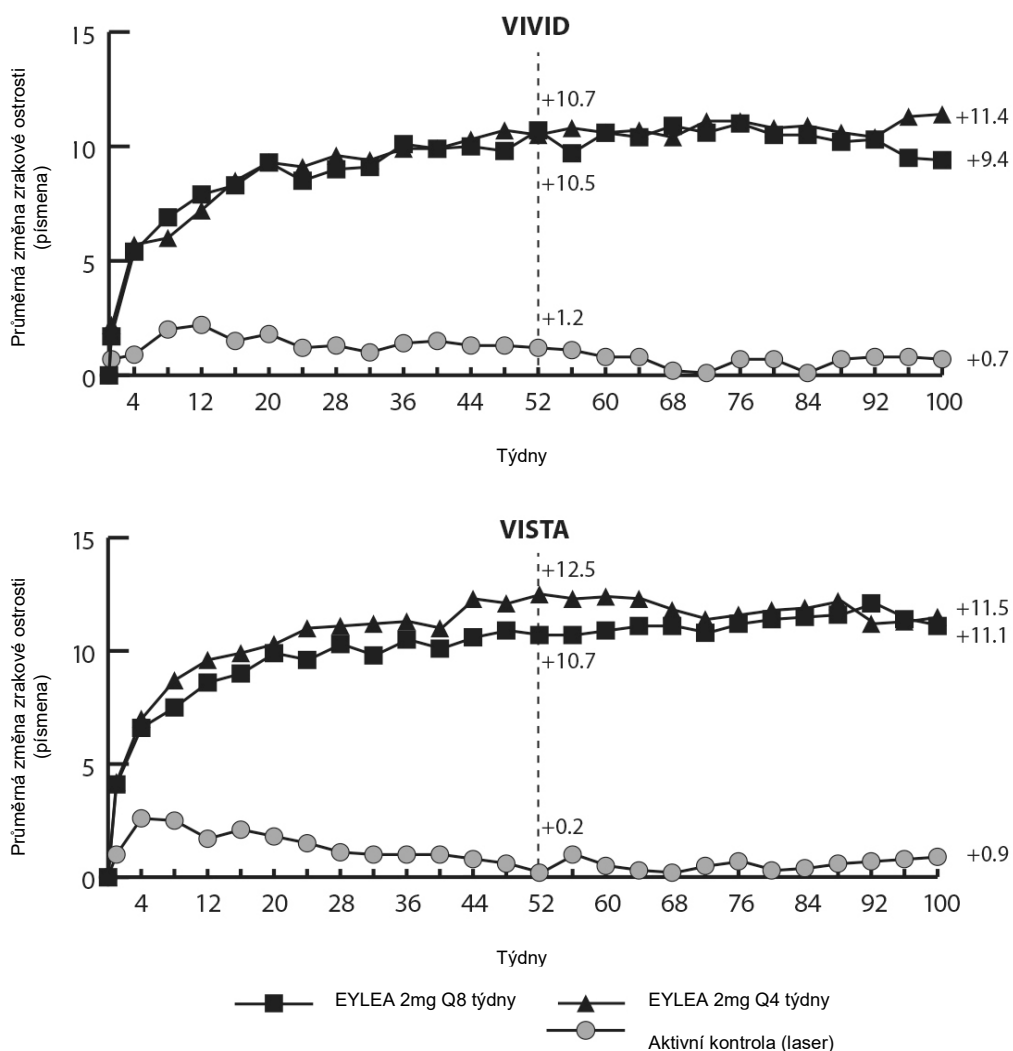 VIVID
Průměrná změna zrakové ostrosti
(písmena)
15
10
5
0
+10.7
+10.5
+1.2
+11.4
+9.4
+0.7
4 12 20 28 36 44 52 60 68 76 84 92 100
Týdny
VISTA
Průměrná změna zrakové ostrosti
(písmena)
15
10
5
0
+12.5
+10.7
+0.2
+11.5
+11.1
+0.9
4 12 20 28 36 44 52 60 68 76 84 92 100
Týdny
EYLEA 2mg Q8 týdny
EYLEA 2mg Q4 týdny
Aktivní kontrola (laser)